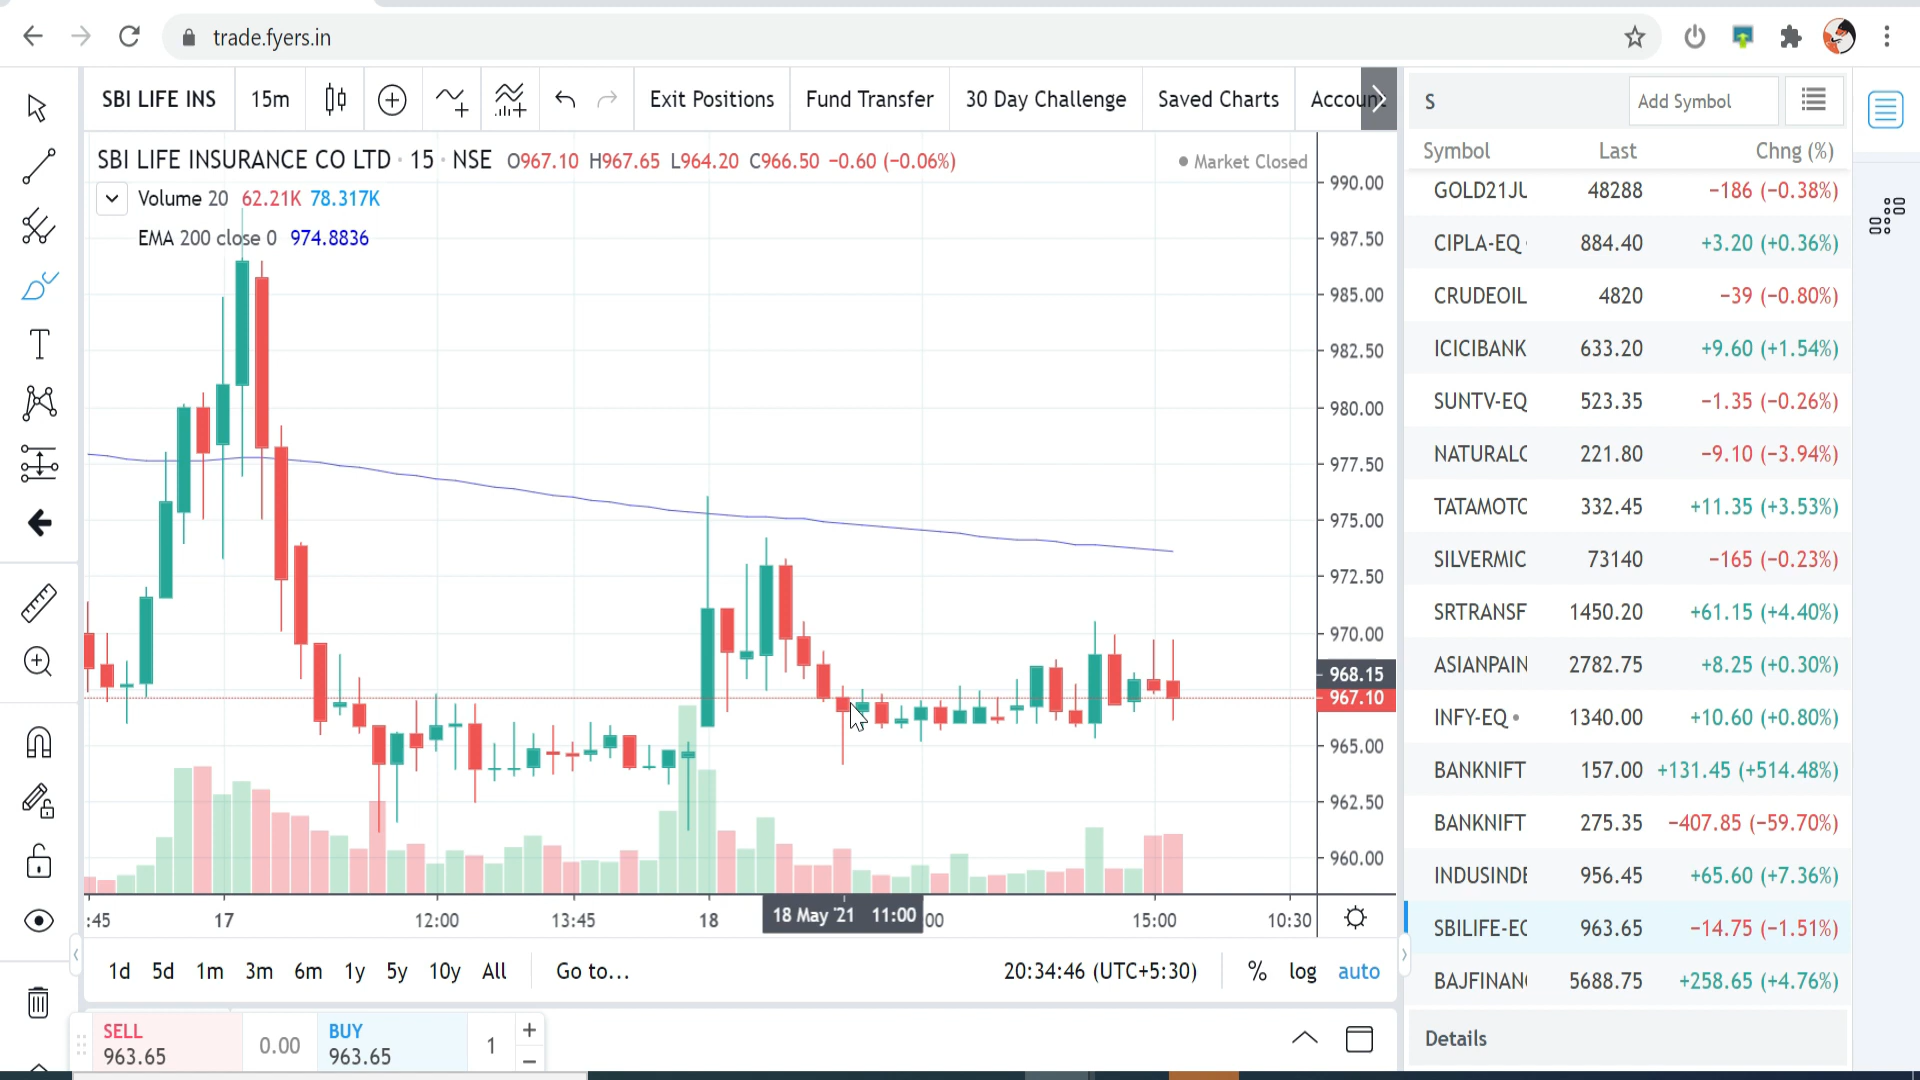 trade.fyers.in
SBI LIFE INS 15m Exit Positions Fund Transfer 30 Day Challenge Saved Charts Accoun
SBI LIFE INSURANCE CO LTD · 15 · NSE O967.10 H967.65 L964.20 C966.50 −0.60 (−0.06%) Market Closed
Volume 20 62.21K 78.317K
EMA 200 close 0 974.8836
990.00
987.50
985.00
982.50
980.00
977.50
975.00
972.50
970.00
968.15
967.10
965.00
962.50
960.00
:45 17 12:00 13:45 18 18 May '21 11:00 00 15:00 10:30
1d 5d 1m 3m 6m 1y 5y 10y All Go to... 20:34:46 (UTC+5:30) % log auto
SELL 963.65 0.00 BUY 963.65 1 + −
S Add Symbol
Symbol Last Chng (%)
GOLD21JU 48288 −186 (−0.38%)
CIPLA-EQ 884.40 +3.20 (+0.36%)
CRUDEOIL 4820 −39 (−0.80%)
ICICIBANK 633.20 +9.60 (+1.54%)
SUNTV-EQ 523.35 −1.35 (−0.26%)
NATURALG 221.80 −9.10 (−3.94%)
TATAMOTO 332.45 +11.35 (+3.53%)
SILVERMIC 73140 −165 (−0.23%)
SRTRANSF 1450.20 +61.15 (+4.40%)
ASIANPAIN 2782.75 +8.25 (+0.30%)
INFY-EQ 1340.00 +10.60 (+0.80%)
BANKNIFT 157.00 +131.45 (+514.48%)
BANKNIFT 275.35 −407.85 (−59.70%)
INDUSINDE 956.45 +65.60 (+7.36%)
SBILIFE-EQ 963.65 −14.75 (−1.51%)
BAJFINAN 5688.75 +258.65 (+4.76%)
Details